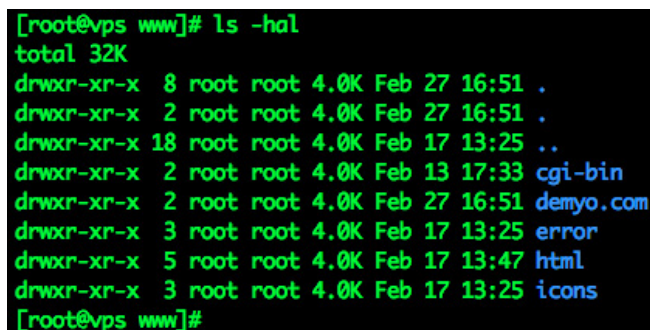 [root@vps www]# ls -hal
total 32K
drwxr-xr-x  8 root root 4.0K Feb 27 16:51 .
drwxr-xr-x  2 root root 4.0K Feb 27 16:51 .
drwxr-xr-x 18 root root 4.0K Feb 17 13:25 ..
drwxr-xr-x  2 root root 4.0K Feb 13 17:33 cgi-bin
drwxr-xr-x  2 root root 4.0K Feb 27 16:51 demyo.com
drwxr-xr-x  3 root root 4.0K Feb 17 13:25 error
drwxr-xr-x  5 root root 4.0K Feb 17 13:47 html
drwxr-xr-x  3 root root 4.0K Feb 17 13:25 icons
[root@vps www]#